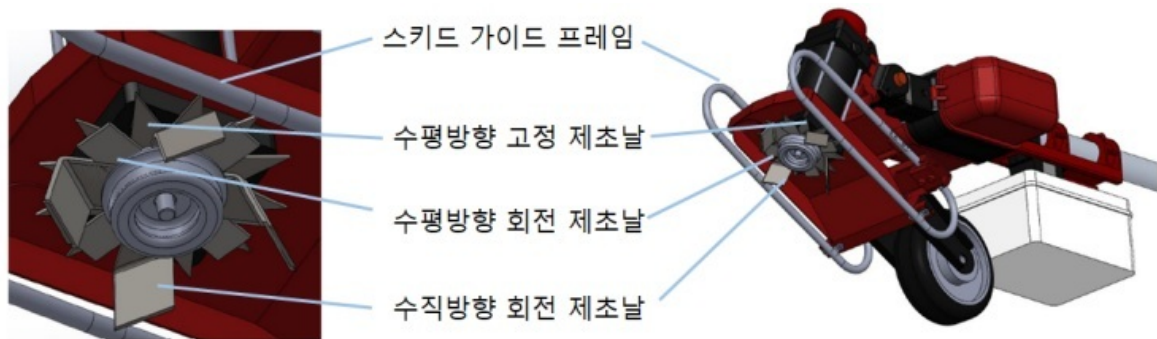 스키드 가이드 프레임
수평방향 고정 제초날
수평방향 회전 제초날
수직방향 회전 제초날